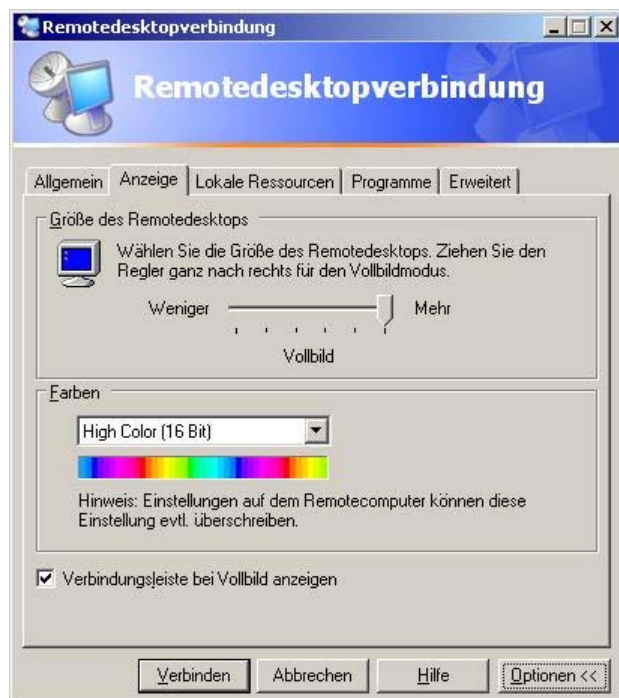 Remotedesktopverbindung
Remotedesktopverbindung
Allgemein Anzeige Lokale Ressourcen Programme Erweitert
Größe des Remotedesktops
Wählen Sie die Größe des Remotedesktops. Ziehen Sie den
Regler ganz nach rechts für den Vollbildmodus.
Weniger Mehr
Vollbild
Farben
High Color (16 Bit)
Hinweis: Einstellungen auf dem Remotecomputer können diese
Einstellung evtl. überschreiben.
Verbindungsleiste bei Vollbild anzeigen
Verbinden Abbrechen Hilfe Optionen <<